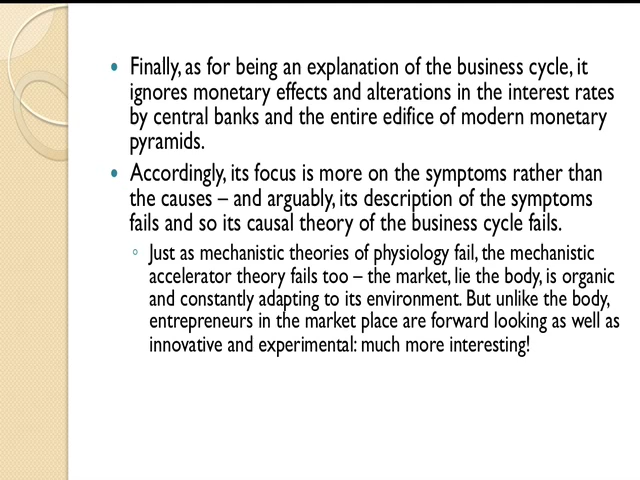 • Finally, as for being an explanation of the business cycle, it
ignores monetary effects and alterations in the interest rates
by central banks and the entire edifice of modern monetary
pyramids.
• Accordingly, its focus is more on the symptoms rather than
the causes – and arguably, its description of the symptoms
fails and so its causal theory of the business cycle fails.
◦ Just as mechanistic theories of physiology fail, the mechanistic
accelerator theory fails too – the market, lie the body, is organic
and constantly adapting to its environment. But unlike the body,
entrepreneurs in the market place are forward looking as well as
innovative and experimental: much more interesting!